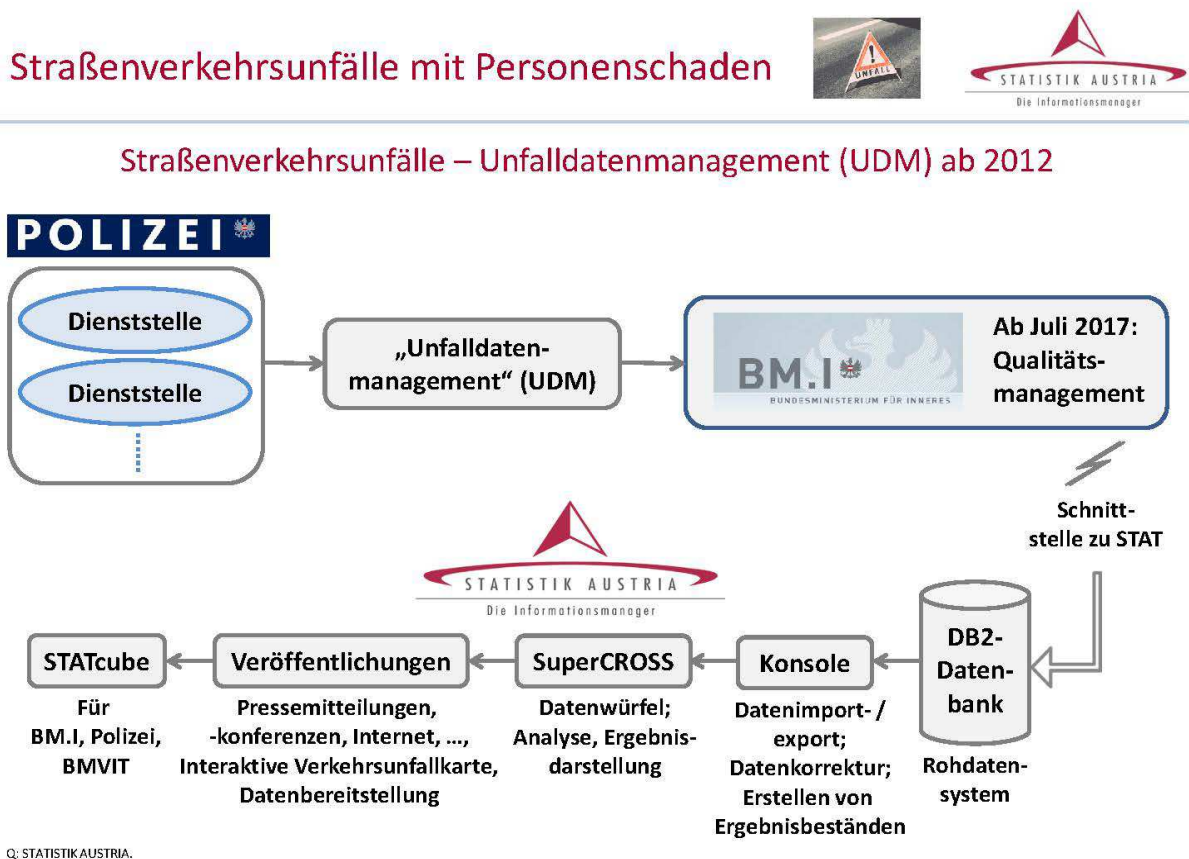 Straßenverkehrsunfälle mit Personenschaden
UNFALL
STATISTIK AUSTRIA
Die Informationsmanager
Straßenverkehrsunfälle – Unfalldatenmanagement (UDM) ab 2012
POLIZEI
Dienststelle
Dienststelle
„Unfalldaten-
management“ (UDM)
BM.I
BUNDESMINISTERIUM FÜR INNERES
Ab Juli 2017:
Qualitäts-
management
Schnitt-
stelle zu STAT
STATISTIK AUSTRIA
Die Informationsmanager
DB2-
Daten-
bank
Rohdaten-
system
Konsole
Datenimport- /
export;
Datenkorrektur;
Erstellen von
Ergebnisbeständen
SuperCROSS
Datenwürfel;
Analyse, Ergebnis-
darstellung
Veröffentlichungen
Pressemitteilungen,
-konferenzen, Internet, ...,
Interaktive Verkehrsunfallkarte,
Datenbereitstellung
STATcube
Für
BM.I, Polizei,
BMVIT
Q: STATISTIK AUSTRIA.